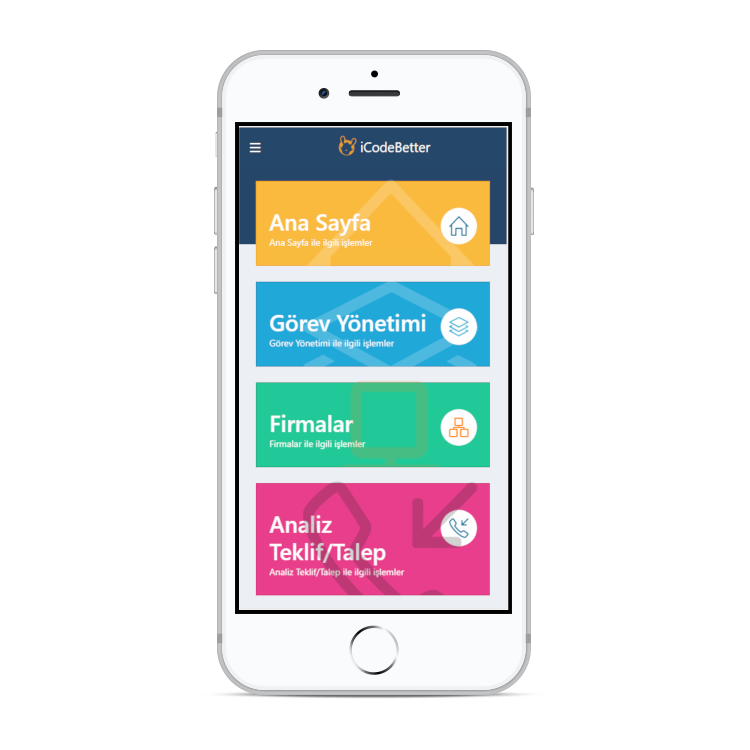 iCodeBetter
Ana Sayfa
Ana Sayfa ile ilgili işlemler
Görev Yönetimi
Görev Yönetimi ile ilgili işlemler
Firmalar
Firmalar ile ilgili işlemler
Analiz
Teklif/Talep
Analiz Teklif/Talep ile ilgili işlemler